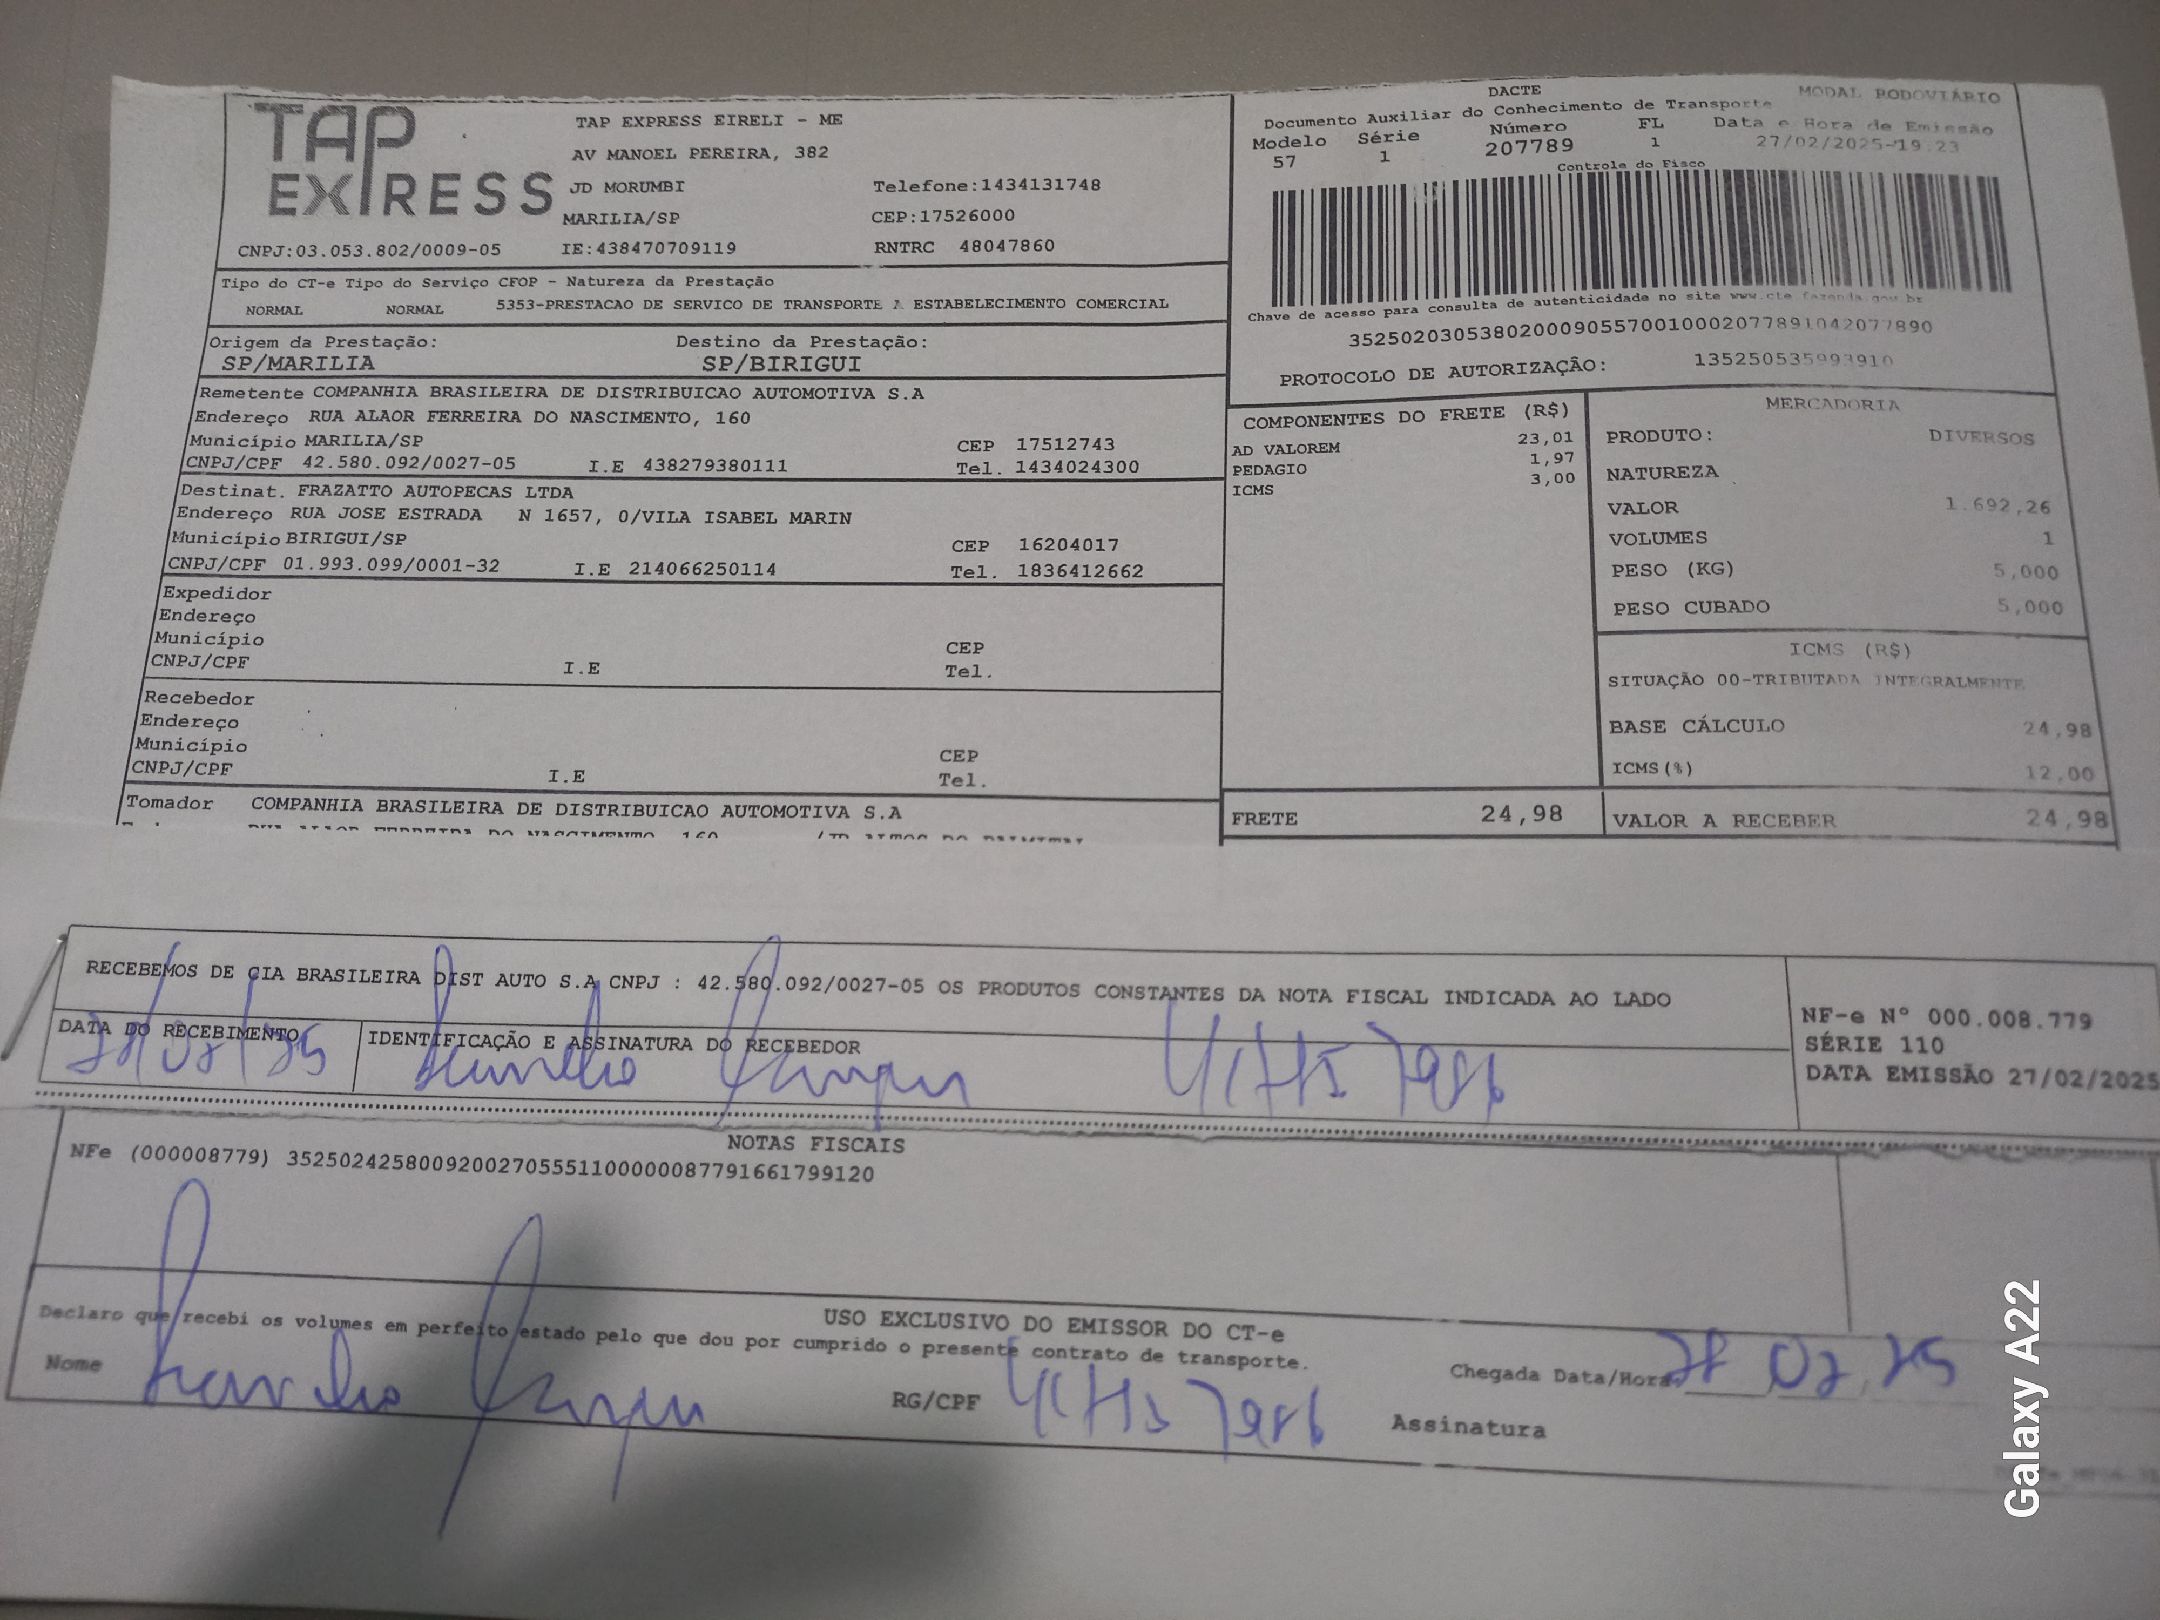 TAP
EXPRESS
TAP EXPRESS EIRELI - ME
AV MANOEL PEREIRA, 382
JD MORUMBI Telefone:1434131748
MARILIA/SP CEP:17526000
CNPJ:03.053.802/0009-05 IE:438470709119 RNTRC 48047860
DACTE MODAL RODOVIÁRIO
Documento Auxiliar do Conhecimento de Transporte
Modelo Série Número FL Data e Hora de Emissão
57 1 207789 1 27/02/2025-19:23
Controle do Fisco
Chave de acesso para consulta de autenticidade no site www.cte.fazenda.gov.br
35250203053802000905570010002077891042077890
PROTOCOLO DE AUTORIZAÇÃO: 135250535993910
Tipo do CT-e Tipo do Serviço CFOP - Natureza da Prestação
NORMAL NORMAL 5353-PRESTACAO DE SERVICO DE TRANSPORTE A ESTABELECIMENTO COMERCIAL
Origem da Prestação: Destino da Prestação:
SP/MARILIA SP/BIRIGUI
Remetente COMPANHIA BRASILEIRA DE DISTRIBUICAO AUTOMOTIVA S.A
Endereço RUA ALAOR FERREIRA DO NASCIMENTO, 160
Município MARILIA/SP CEP 17512743
CNPJ/CPF 42.580.092/0027-05 I.E 438279380111 Tel. 1434024300
Destinat. FRAZATTO AUTOPECAS LTDA
Endereço RUA JOSE ESTRADA N 1657, 0/VILA ISABEL MARIN
Município BIRIGUI/SP CEP 16204017
CNPJ/CPF 01.993.099/0001-32 I.E 214066250114 Tel. 1836412662
Expedidor
Endereço
Município CEP
CNPJ/CPF I.E Tel.
Recebedor
Endereço
Município CEP
CNPJ/CPF I.E Tel.
Tomador COMPANHIA BRASILEIRA DE DISTRIBUICAO AUTOMOTIVA S.A
COMPONENTES DO FRETE (R$)
AD VALOREM 23,01
PEDAGIO 1,97
ICMS 3,00
MERCADORIA
PRODUTO: DIVERSOS
NATUREZA
VALOR 1.692,26
VOLUMES 1
PESO (KG) 5,000
PESO CUBADO 5,000
ICMS (R$)
SITUAÇÃO 00-TRIBUTADA INTEGRALMENTE
BASE CÁLCULO 24,98
ICMS(%) 12,00
FRETE 24,98 VALOR A RECEBER 24,98
RECEBEMOS DE CIA BRASILEIRA DIST AUTO S.A CNPJ : 42.580.092/0027-05 OS PRODUTOS CONSTANTES DA NOTA FISCAL INDICADA AO LADO
DATA DO RECEBIMENTO IDENTIFICAÇÃO E ASSINATURA DO RECEBEDOR
28/02/25
NF-e Nº 000.008.779
SÉRIE 110
DATA EMISSÃO 27/02/2025
NOTAS FISCAIS
NFe (000008779) 35250242580092002705551100000087791661799120
USO EXCLUSIVO DO EMISSOR DO CT-e
Declaro que recebi os volumes em perfeito estado pelo que dou por cumprido o presente contrato de transporte.
Nome RG/CPF Chegada Data/Hora 28 02 25
Assinatura
Galaxy A22